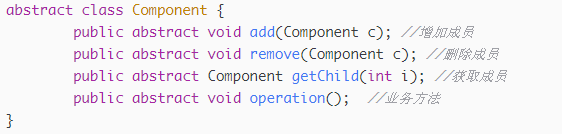 abstract class Component {
public abstract void add(Component c); //增加成员
public abstract void remove(Component c); //删除成员
public abstract Component getChild(int i); //获取成员
public abstract void operation();  //业务方法
}